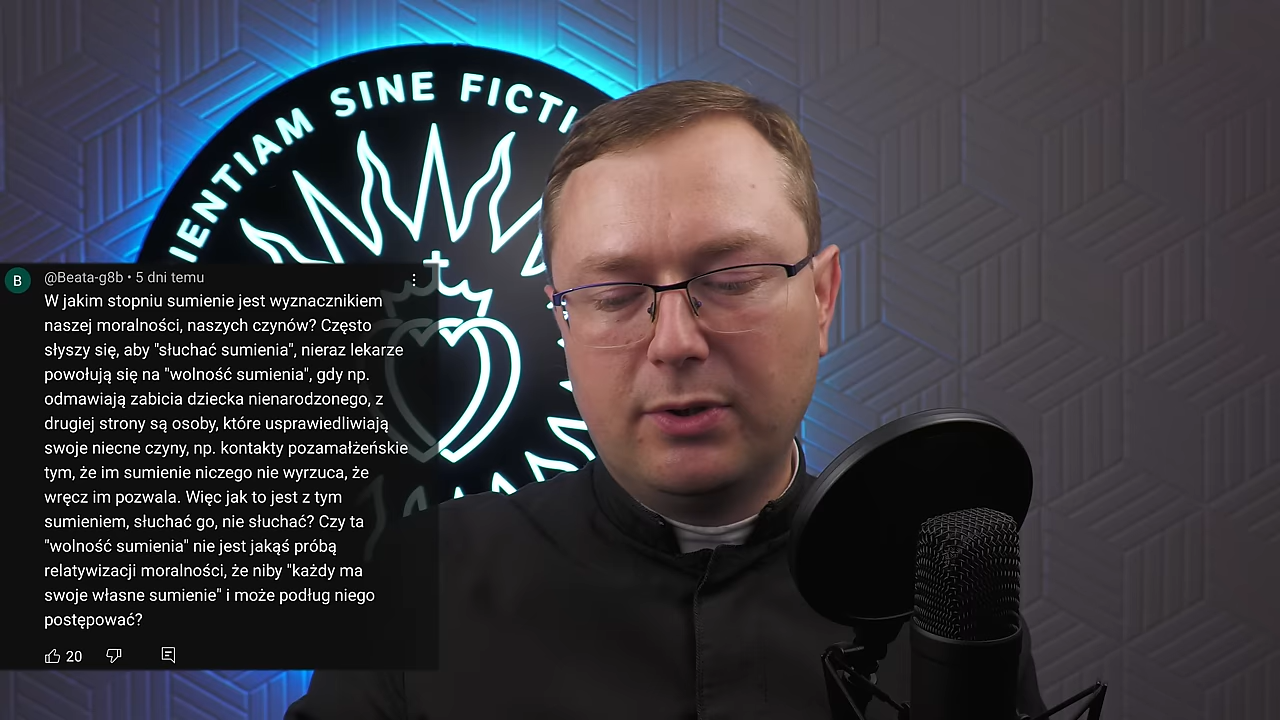 IENTIAM SINE FICTI
B
@Beata-g8b • 5 dni temu
W jakim stopniu sumienie jest wyznacznikiem
naszej moralności, naszych czynów? Często
słyszy się, aby "słuchać sumienia", nieraz lekarze
powołują się na "wolność sumienia", gdy np.
odmawiają zabicia dziecka nienarodzonego, z
drugiej strony są osoby, które usprawiedliwiają
swoje niecne czyny, np. kontakty pozamałżeńskie
tym, że im sumienie niczego nie wyrzuca, że
wręcz im pozwala. Więc jak to jest z tym
sumieniem, słuchać go, nie słuchać? Czy ta
"wolność sumienia" nie jest jakąś próbą
relatywizacji moralności, że niby "każdy ma
swoje własne sumienie" i może podług niego
postępować?
20